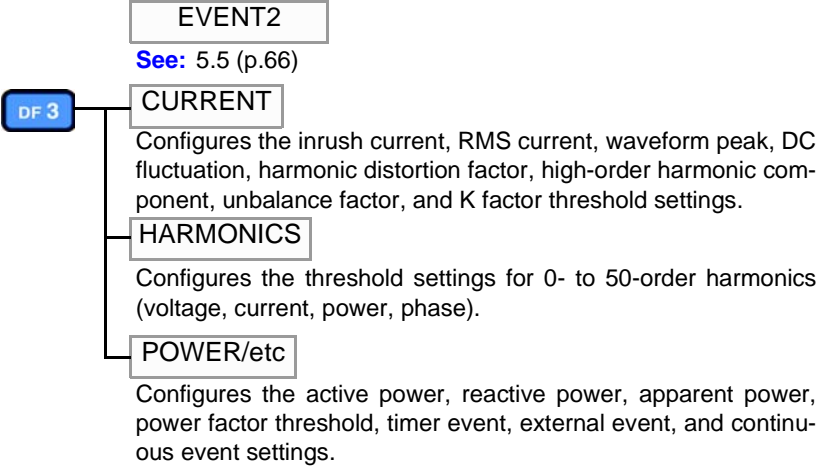 EVENT2
See: 5.5 (p.66)
DF 3
CURRENT
Configures the inrush current, RMS current, waveform peak, DC
fluctuation, harmonic distortion factor, high-order harmonic com-
ponent, unbalance factor, and K factor threshold settings.
HARMONICS
Configures the threshold settings for 0- to 50-order harmonics
(voltage, current, power, phase).
POWER/etc
Configures the active power, reactive power, apparent power,
power factor threshold, timer event, external event, and continu-
ous event settings.